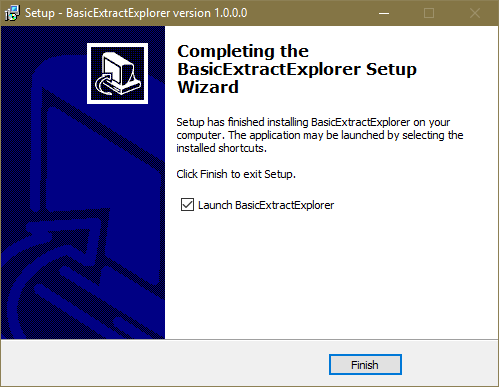 Setup - BasicExtractExplorer version 1.0.0.0
Completing the
BasicExtractExplorer Setup
Wizard
Setup has finished installing BasicExtractExplorer on your
computer. The application may be launched by selecting the
installed shortcuts.
Click Finish to exit Setup.
Launch BasicExtractExplorer
Finish